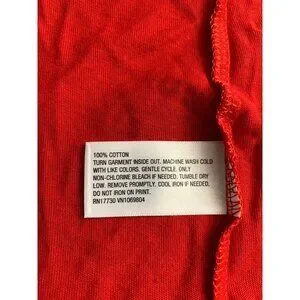 100% COTTON
TURN GARMENT INSIDE OUT. MACHINE WASH COLD
WITH LIKE COLORS. GENTLE CYCLE. ONLY
NON-CHLORINE BLEACH IF NEEDED. TUMBLE DRY
LOW. REMOVE PROMPTLY. COOL IRON IF NEEDED.
DO NOT IRON ON PRINT.
RN17730 VN1069804